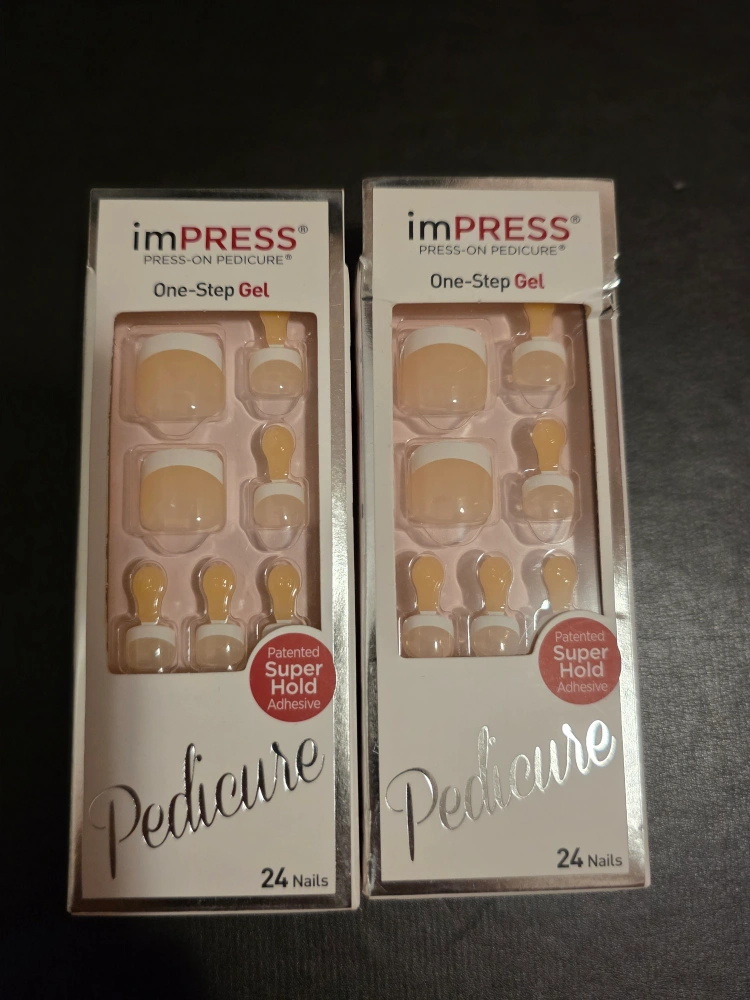 imPRESS®
PRESS-ON PEDICURE®
One-Step Gel
Patented
Super
Hold
Adhesive
Pedicure
24 Nails
imPRESS®
PRESS-ON PEDICURE®
One-Step Gel
Patented
Super
Hold
Adhesive
Pedicure
24 Nails